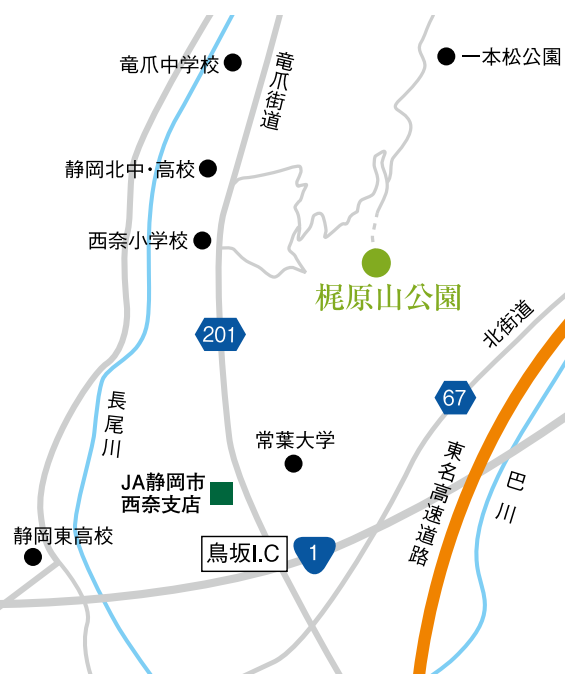 竜爪中学校
竜爪街道
一本松公園
静岡北中・高校
西奈小学校
梶原山公園
北街道
201
67
長尾川
常葉大学
東名高速道路
巴川
JA静岡市
西奈支店
静岡東高校
鳥坂I.C
1